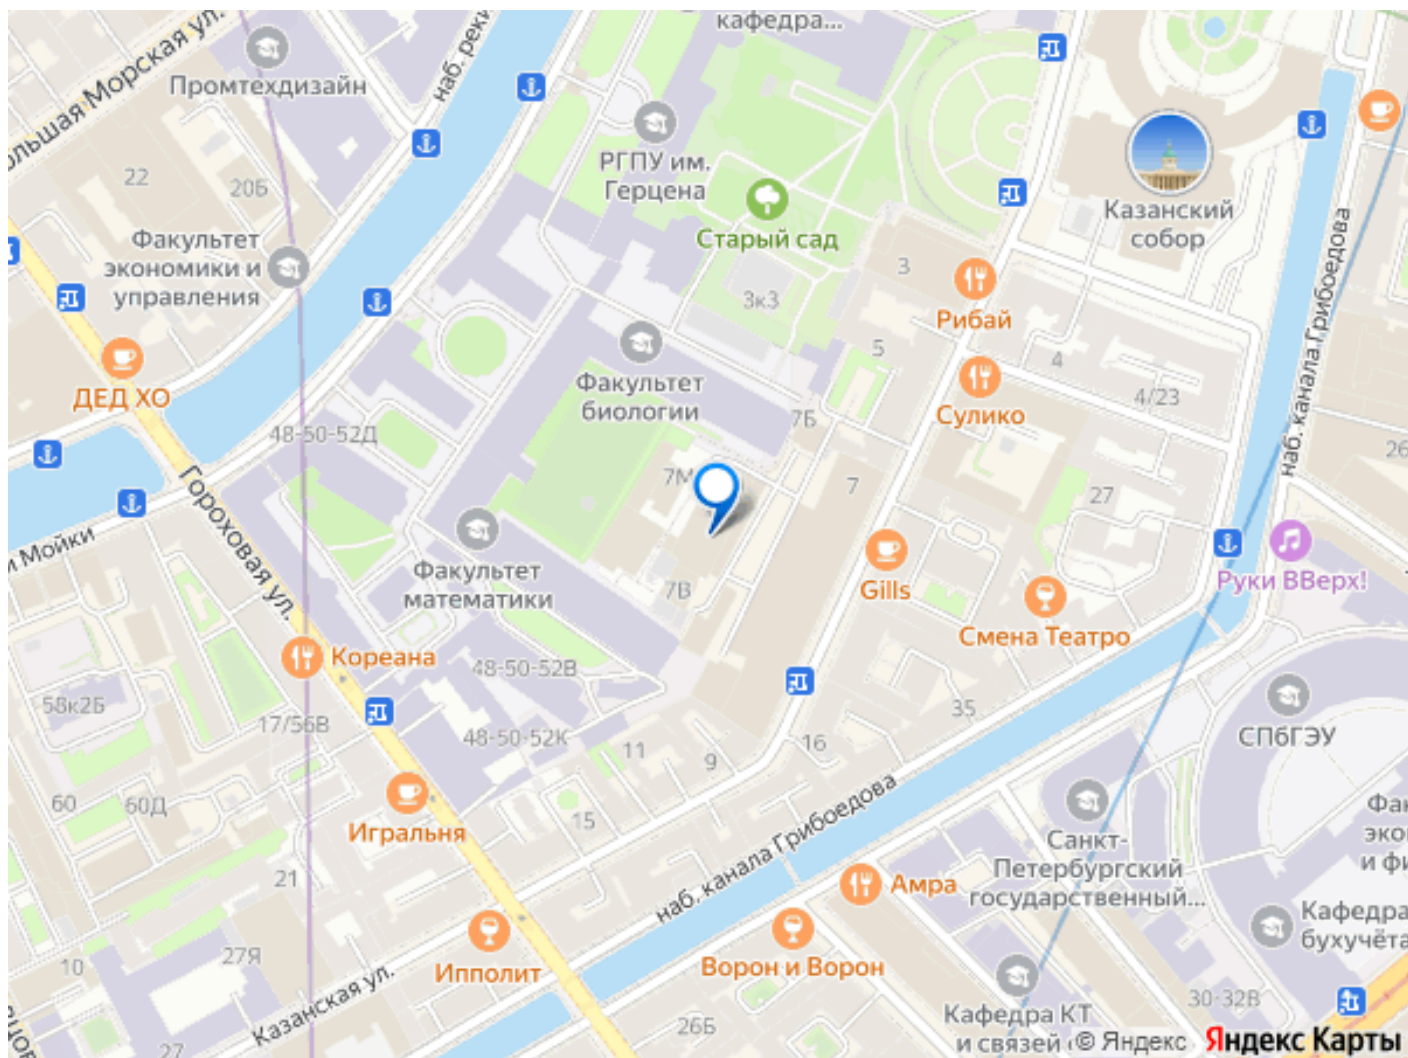 кафедра...
Большая Морская ул.
Промтехдизайн
наб. реки
РГПУ им.
Герцена
22
20Б
Казанский
собор
Старый сад
Факультет
экономики и
управления
3
3к3
Рибай
наб. канала Грибоедова
5
4
ДЕД ХО
Факультет
биологии
4/23
Сулико
7Б
48-50-52Д
26
7М
7
27
Гороховая ул.
и Мойки
Факультет
математики
Gills
Руки ВВерх!
7В
Смена Театро
Кореана
48-50-52В
58к2Б
17/56В
35
СПбГЭУ
48-50-52К
11
9
16
60
60Д
15
Игральня
наб. канала Грибоедова
Санкт-
Петербургский
государственный...
Фак
эко
и фи
21
Амра
Кафедра
бухучёта
27Я
10
Ипполит
Ворон и Ворон
Казанская ул.
30-32В
Кафедра КТ
и связей
26Б
27
© Яндекс
Яндекс Карты